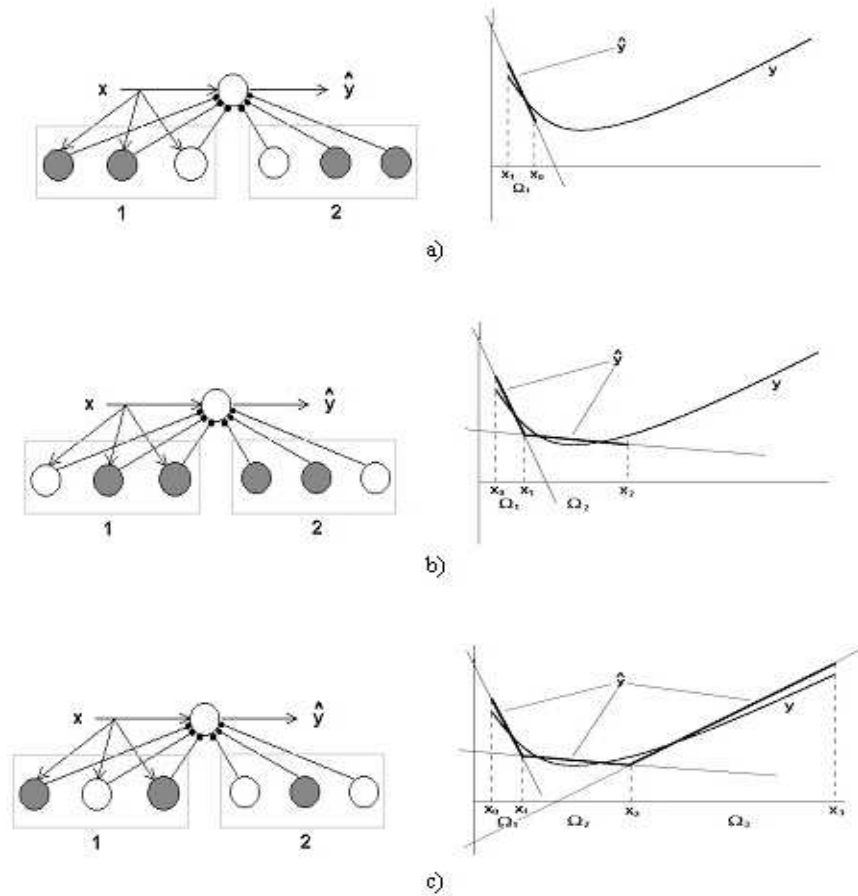 x ŷ
1 2
ŷ y
x₁ x₀
Ω₁
a)
x ŷ
1 2
ŷ y
x₀ x₁ x₂
Ω₁ Ω₂
b)
x ŷ
1 2
ŷ y
x₀ x₁ x₂ x₃
Ω₁ Ω₂ Ω₃
c)